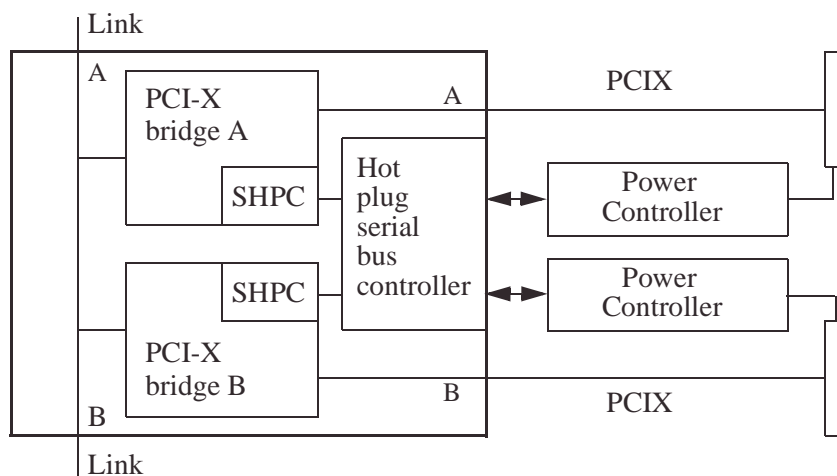 Link
A
PCI-X
bridge A
SHPC
A
PCIX
Hot
plug
serial
bus
controller
Power
Controller
SHPC
PCI-X
bridge B
Power
Controller
B
B
PCIX
Link